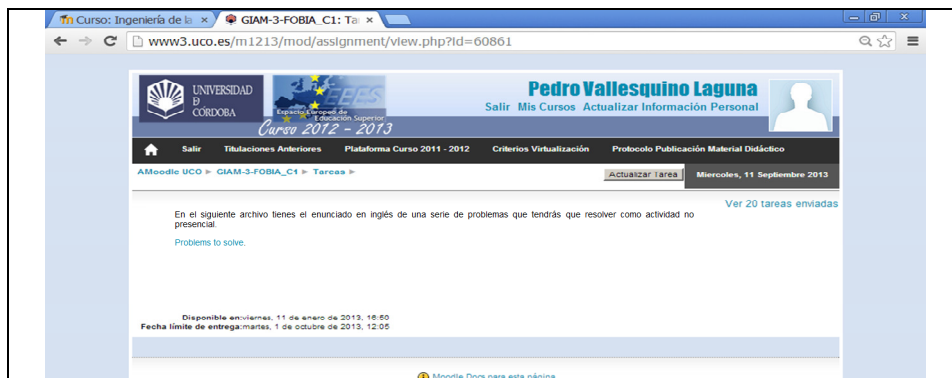 Curso: Ingeniería de la
GIAM-3-FOBIA_C1: Ta
www3.uco.es/m1213/mod/assignment/view.php?id=60861
UNIVERSIDAD
D
CÓRDOBA
EEES
Espacio Europeo de
Educación Superior
Curso 2012 - 2013
Pedro Vallesquino Laguna
Salir Mis Cursos Actualizar Información Personal
Salir Titulaciones Anteriores Plataforma Curso 2011 - 2012 Criterios Virtualización Protocolo Publicación Material Didáctico
AMoodle UCO ► GIAM-3-FOBIA_C1 ► Tareas ►
Actualizar Tarea
Miercoles, 11 Septiembre 2013
Ver 20 tareas enviadas
En el siguiente archivo tienes el enunciado en inglés de una serie de problemas que tendrás que resolver como actividad no
presencial.
Problems to solve.
Disponible en:viernes, 11 de enero de 2013, 16:50
Fecha límite de entrega:martes, 1 de octubre de 2013, 12:05
Moodle Docs para esta página